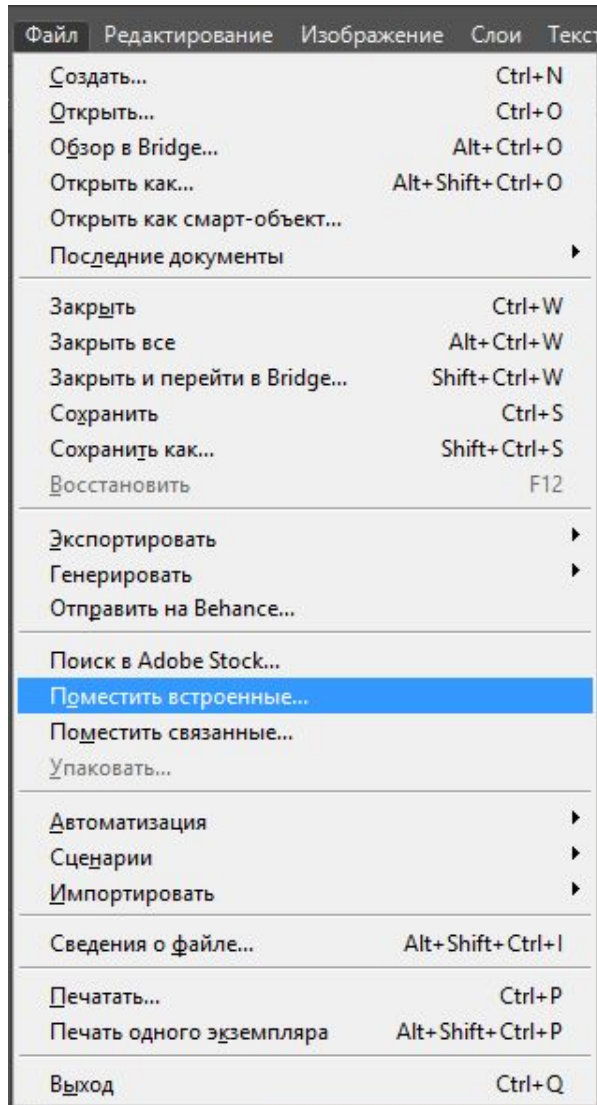 Файл Редактирование Изображение Слои Текст
Создать... Ctrl+N
Открыть... Ctrl+O
Обзор в Bridge... Alt+Ctrl+O
Открыть как... Alt+Shift+Ctrl+O
Открыть как смарт-объект...
Последние документы
Закрыть Ctrl+W
Закрыть все Alt+Ctrl+W
Закрыть и перейти в Bridge... Shift+Ctrl+W
Сохранить Ctrl+S
Сохранить как... Shift+Ctrl+S
Восстановить F12
Экспортировать
Генерировать
Отправить на Behance...
Поиск в Adobe Stock...
Поместить встроенные...
Поместить связанные...
Упаковать...
Автоматизация
Сценарии
Импортировать
Сведения о файле... Alt+Shift+Ctrl+I
Печатать... Ctrl+P
Печать одного экземпляра Alt+Shift+Ctrl+P
Выход Ctrl+Q